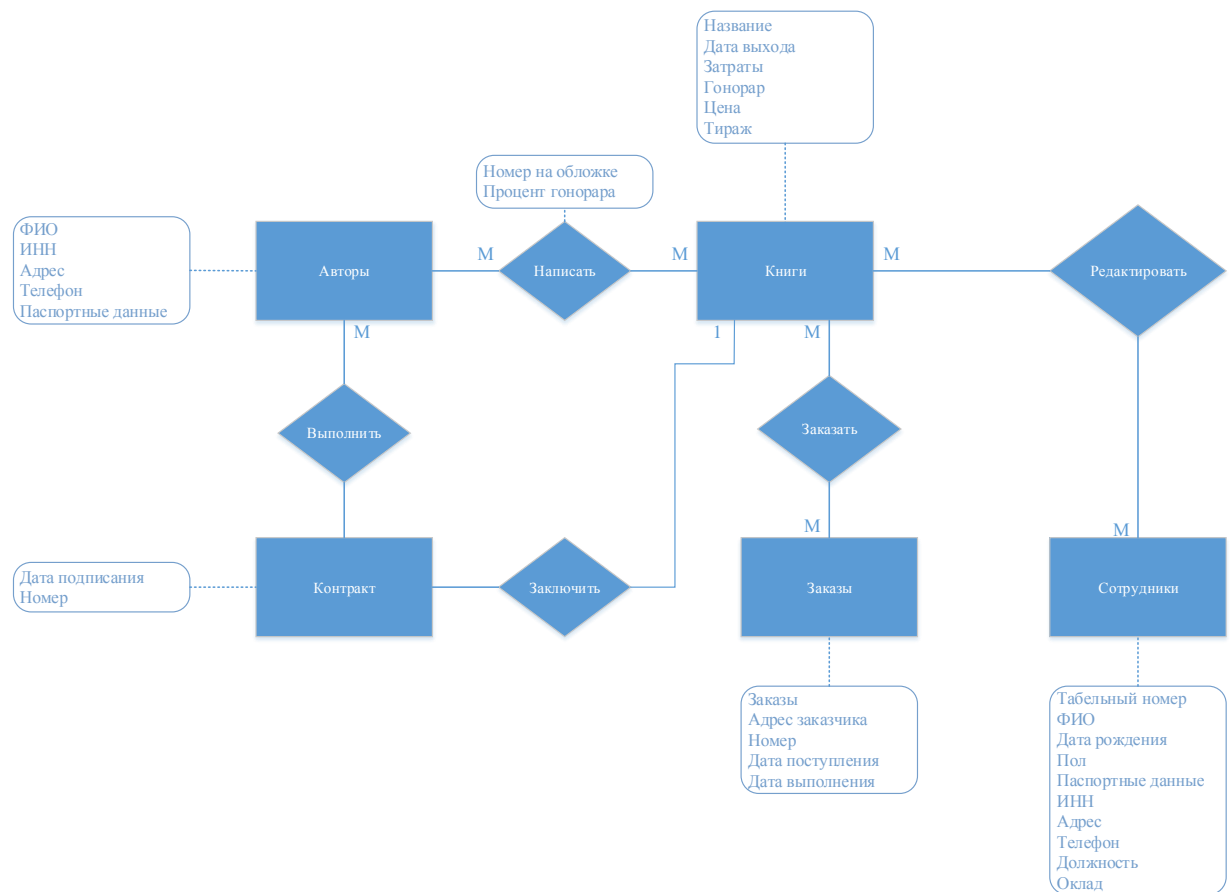 Название
Дата выхода
Затраты
Гонорар
Цена
Тираж
Номер на обложке
Процент гонорара
ФИО
ИНН
Адрес
Телефон
Паспортные данные
Авторы
М
Написать
М
Книги
М
Редактировать
М
1
М
Выполнить
Заказать
М
М
Дата подписания
Номер
Контракт
Заключить
Заказы
Сотрудники
Заказы
Адрес заказчика
Номер
Дата поступления
Дата выполнения
Табельный номер
ФИО
Дата рождения
Пол
Паспортные данные
ИНН
Адрес
Телефон
Должность
Оклад